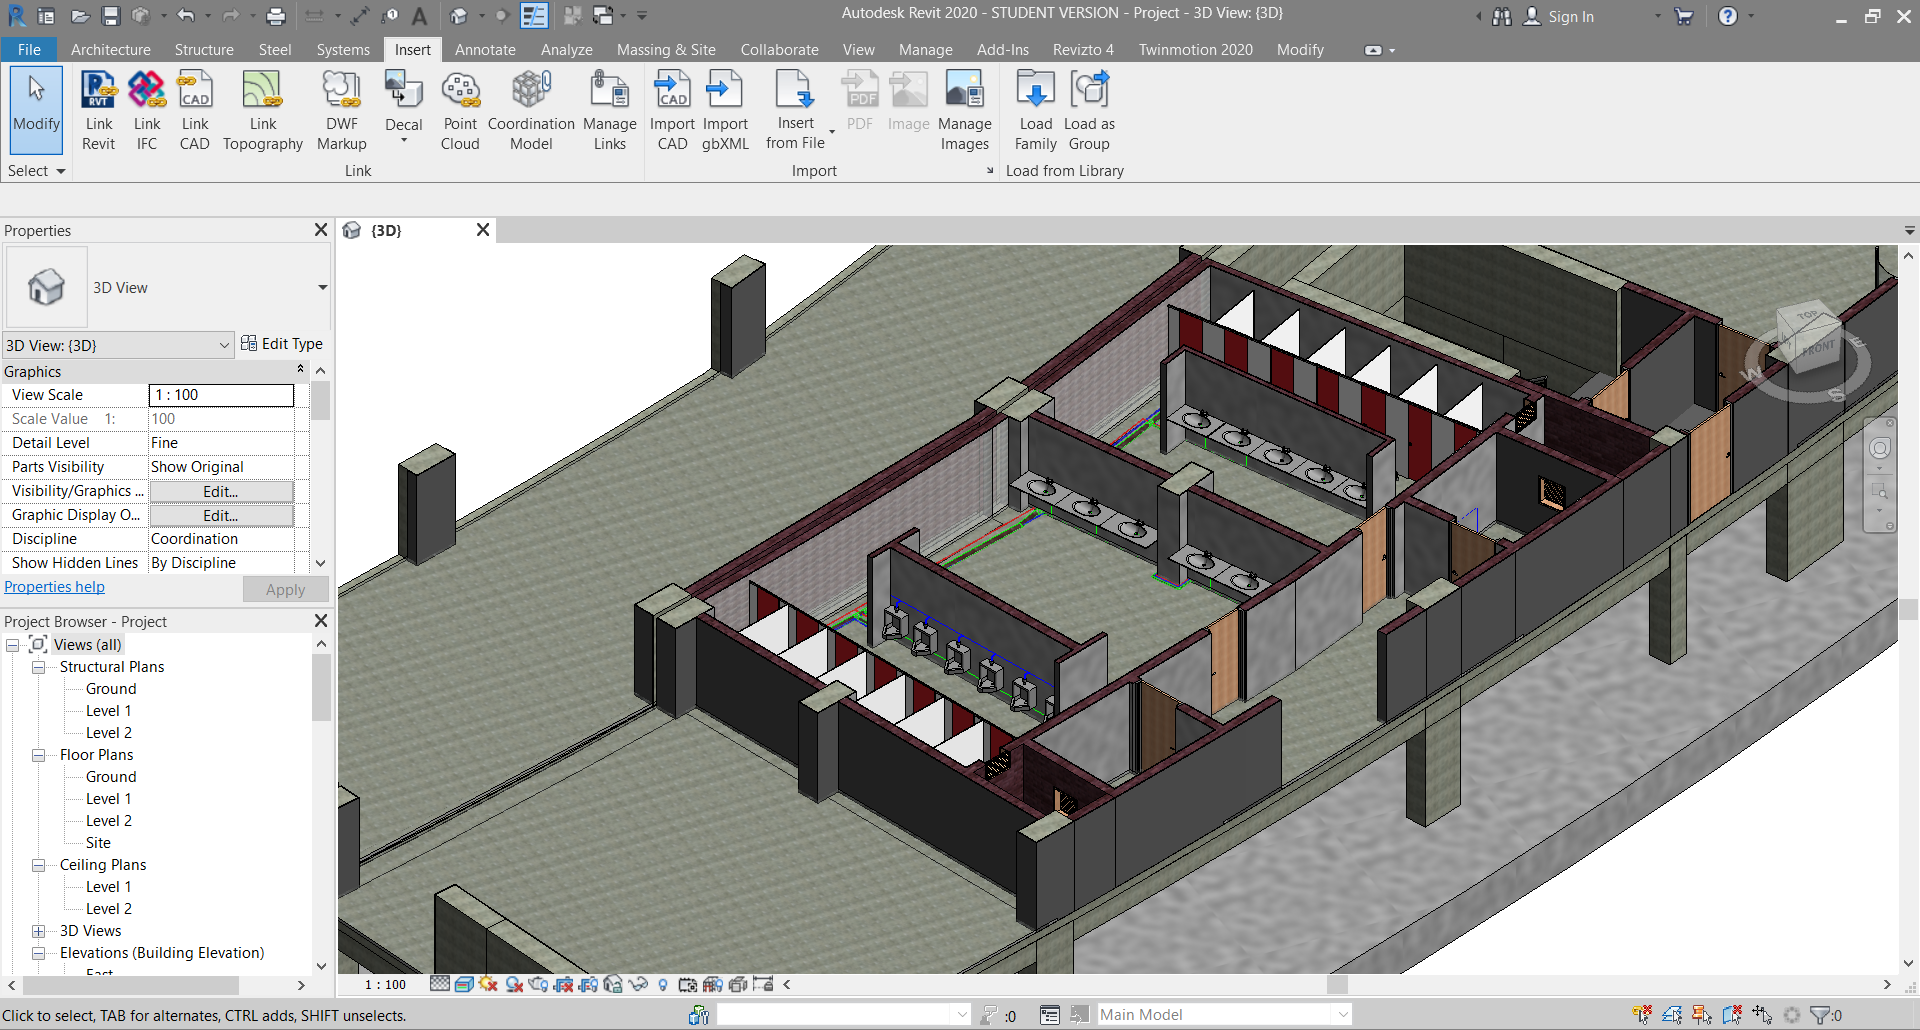 Autodesk Revit 2020 - STUDENT VERSION - Project - 3D View: {3D}
Sign In
File Architecture Structure Steel Systems Insert Annotate Analyze Massing & Site Collaborate View Manage Add-Ins Revizto 4 Twinmotion 2020 Modify
Modify
Link Revit
Link IFC
Link CAD
Link Topography
DWF Markup
Decal
Point Cloud
Coordination Model
Manage Links
Import CAD
Import gbXML
Insert from File
PDF
Image
Manage Images
Load Family
Load as Group
Select
Link
Import
Load from Library
Properties
{3D}
3D View
3D View: {3D}
Edit Type
Graphics
View Scale 1 : 100
Scale Value 1: 100
Detail Level Fine
Parts Visibility Show Original
Visibility/Graphics ... Edit...
Graphic Display O... Edit...
Discipline Coordination
Show Hidden Lines By Discipline
Properties help
Apply
Project Browser - Project
Views (all)
Structural Plans
Ground
Level 1
Level 2
Floor Plans
Ground
Level 1
Level 2
Site
Ceiling Plans
Level 1
Level 2
3D Views
Elevations (Building Elevation)
East
TOP
FRONT
W
S
E
1 : 100
Click to select, TAB for alternates, CTRL adds, SHIFT unselects.
:0
Main Model
:0